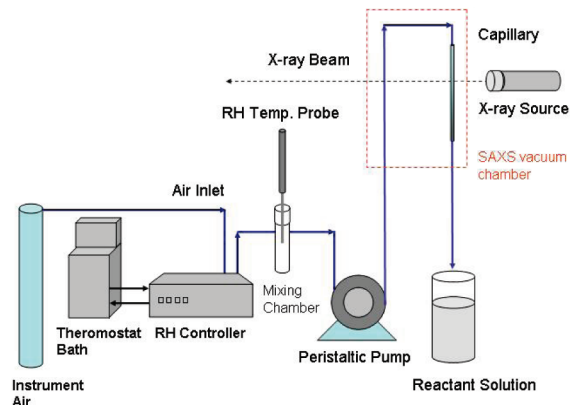 Capillary
X-ray Beam
X-ray Source
RH Temp. Probe
SAXS vacuum
chamber
Air Inlet
Mixing
Chamber
Theromostat
Bath
RH Controller
Peristaltic Pump
Reactant Solution
Instrument
Air